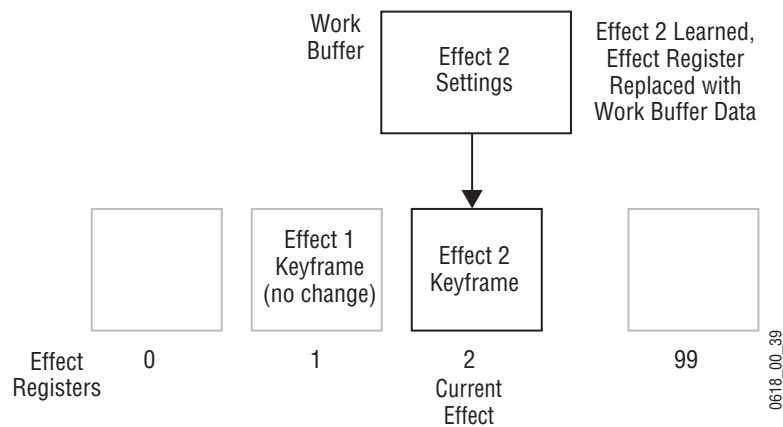 Work
Buffer
Effect 2
Settings
Effect 2 Learned,
Effect Register
Replaced with
Work Buffer Data
Effect 1
Keyframe
(no change)
Effect 2
Keyframe
Effect
Registers
0
1
2
99
Current
Effect
0618_00_39